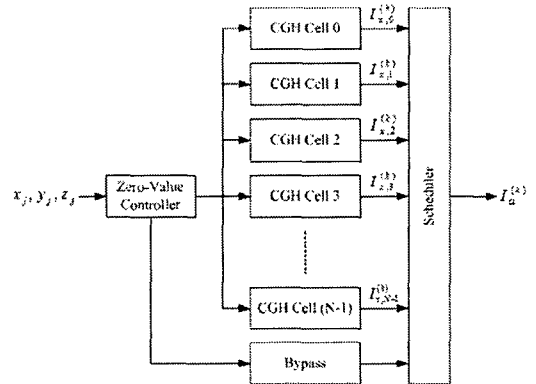 CGH Cell 0
CGH Cell 1
CGH Cell 2
x_j, y_j, z_j
Zero-Value
Controller
CGH Cell 3
Scheduler
I_α^(k)
CGH Cell (N-1)
Bypass